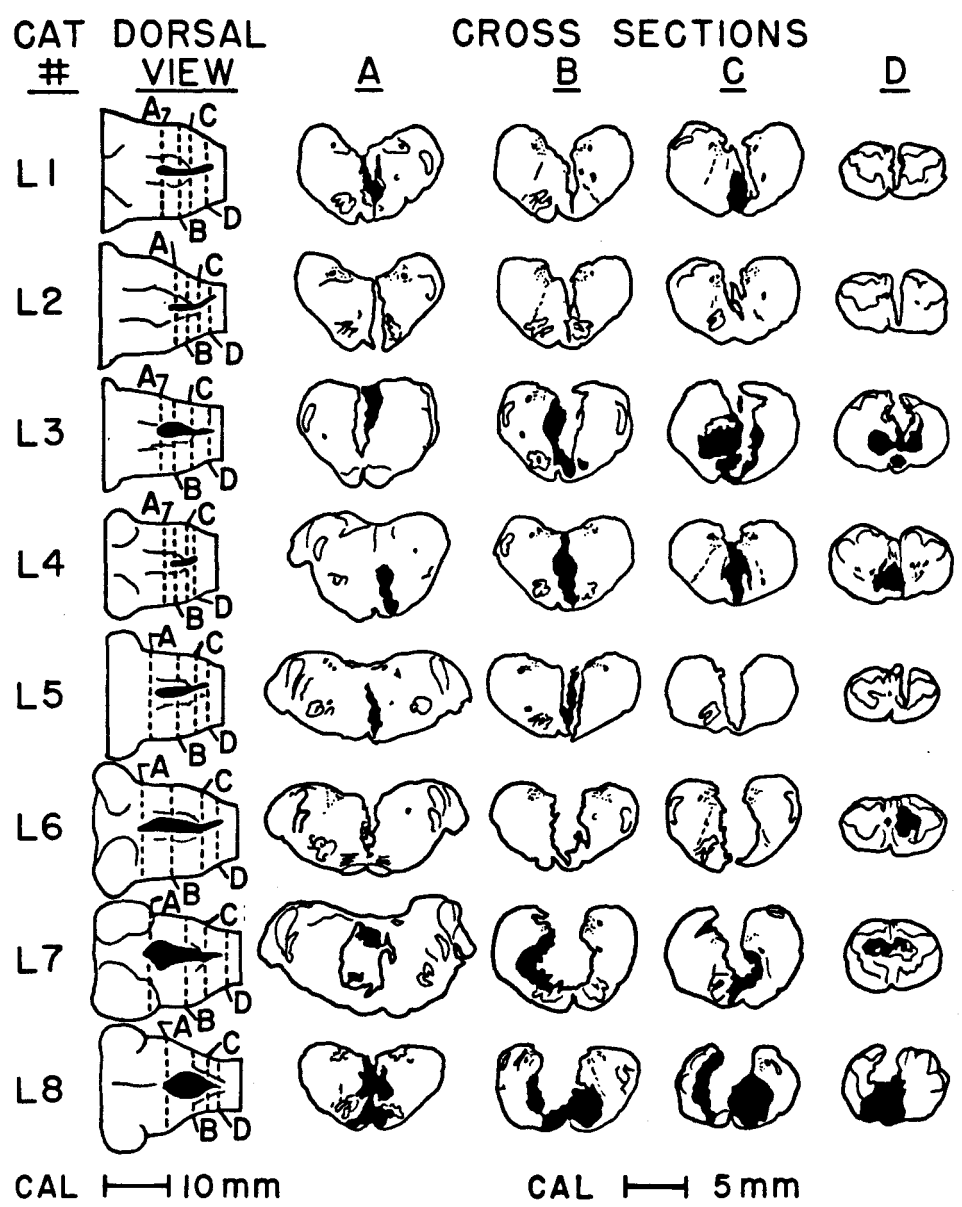 CAT DORSAL CROSS SECTIONS
# VIEW A B C D
A C
L1
B D
A C
L2
B D
A C
L3
B D
A C
L4
B D
A C
L5
B D
A C
L6
B D
A C
L7
B D
A C
L8
B D
CAL 10 mm CAL 5 mm